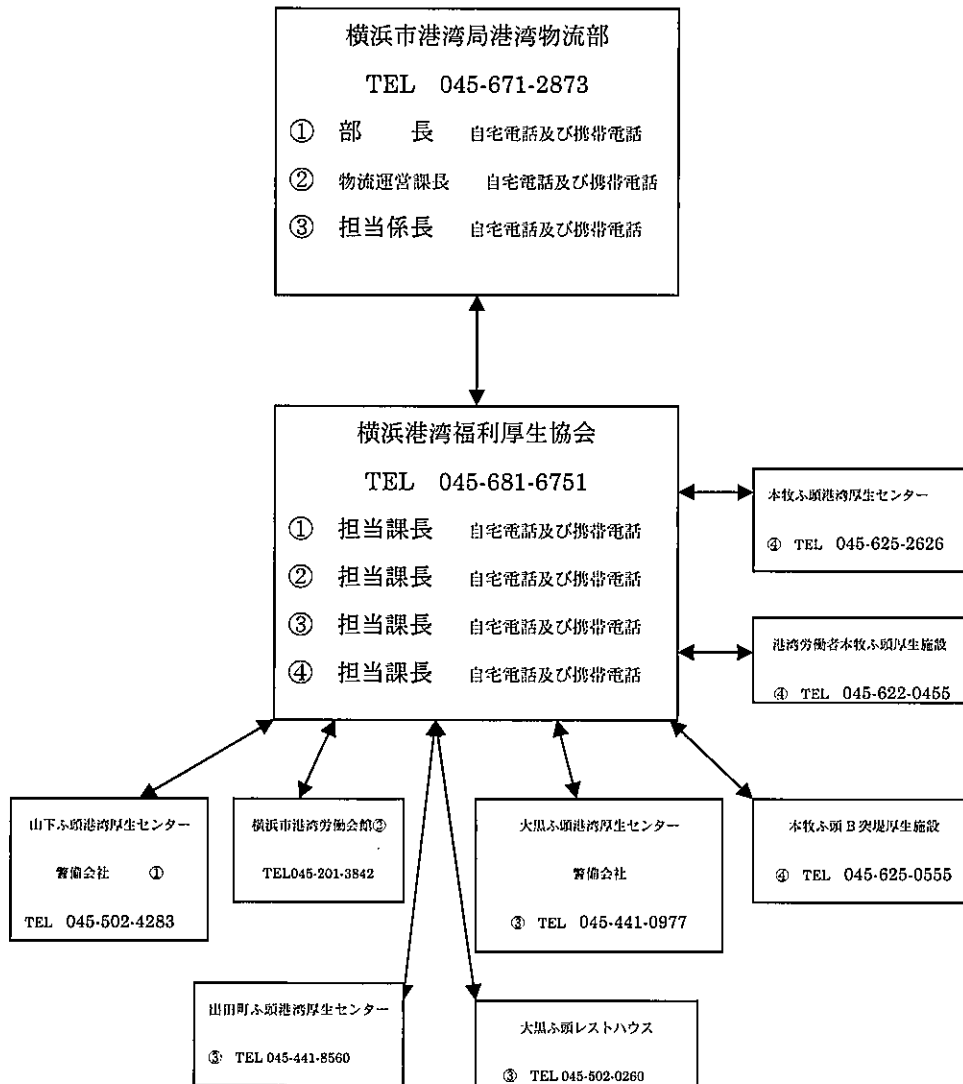 横浜市港湾局港湾物流部
TEL 045-671-2873
① 部 長 自宅電話及び携帯電話
② 物流運営課長 自宅電話及び携帯電話
③ 担当係長 自宅電話及び携帯電話
横浜港湾福利厚生協会
TEL 045-681-6751
① 担当課長 自宅電話及び携帯電話
② 担当課長 自宅電話及び携帯電話
③ 担当課長 自宅電話及び携帯電話
④ 担当課長 自宅電話及び携帯電話
本牧ふ頭港湾厚生センター
④ TEL 045-625-2626
港湾労働者本牧ふ頭厚生施設
④ TEL 045-622-0455
山下ふ頭港湾厚生センター
警備会社 ①
TEL 045-502-4283
横浜市港湾労働会館②
TEL045-201-3842
大黒ふ頭港湾厚生センター
警備会社
③ TEL 045-441-0977
本牧ふ頭B突堤厚生施設
④ TEL 045-625-0555
出田町ふ頭港湾厚生センター
③ TEL 045-441-8560
大黒ふ頭レストハウス
③ TEL 045-502-0260